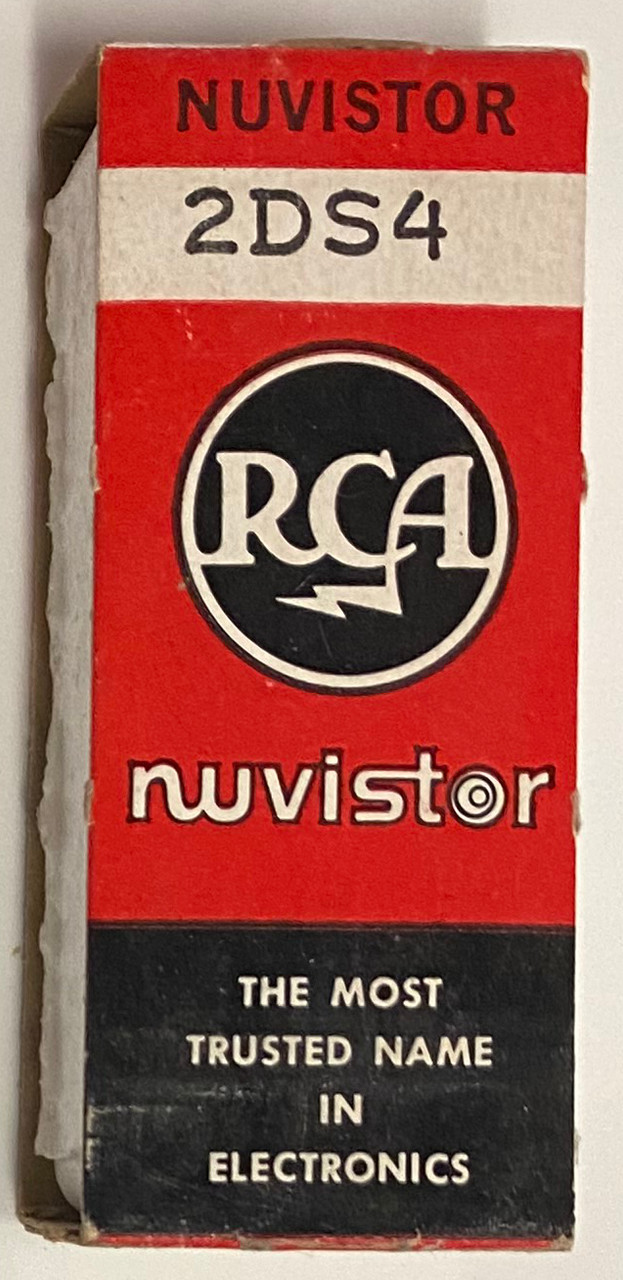 NUVISTOR
2DS4
RCA
nuvistor
THE MOST
TRUSTED NAME
IN
ELECTRONICS